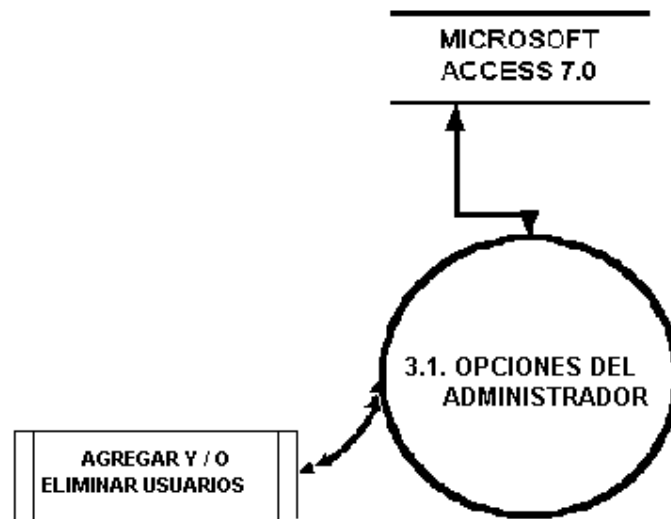 MICROSOFT
ACCESS 7.0
3.1. OPCIONES DEL
ADMINISTRADOR
AGREGAR Y / O
ELIMINAR USUARIOS